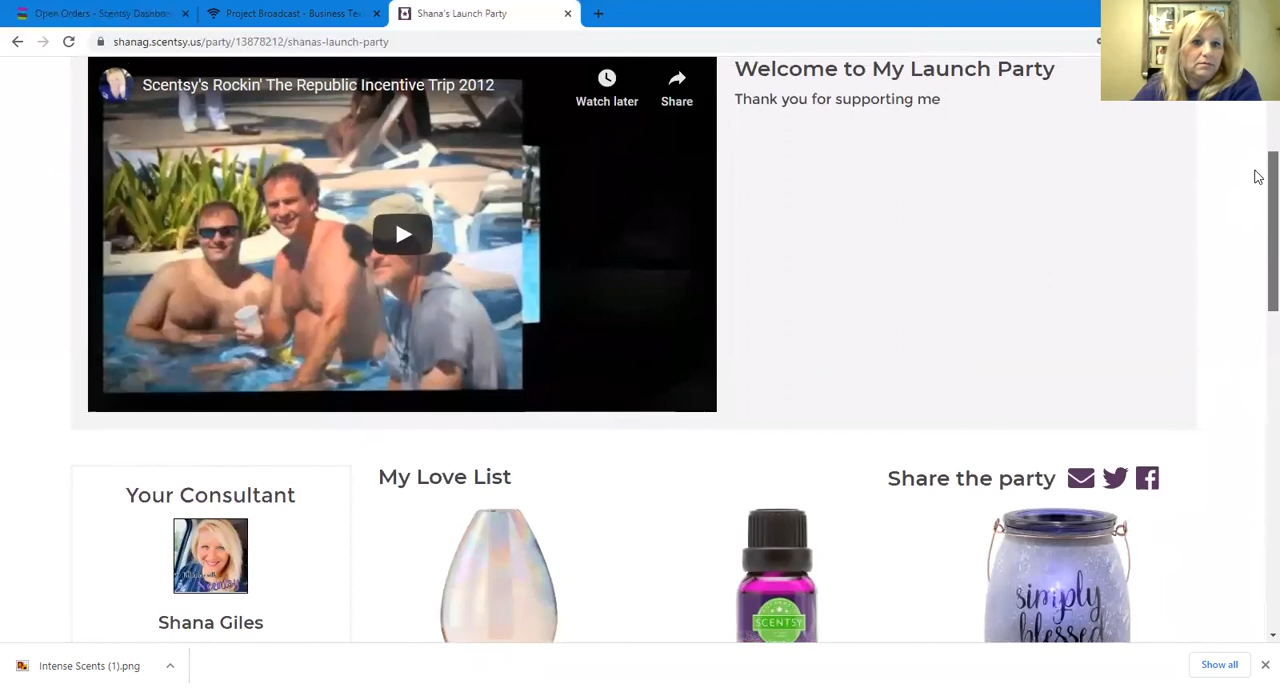 Open Orders - Scentsy Dashbo
Project Broadcast - Business Te
Shana's Launch Party
shanag.scentsy.us/party/13878212/shanas-launch-party
Scentsy's Rockin' The Republic Incentive Trip 2012
Watch later
Share
Welcome to My Launch Party
Thank you for supporting me
Your Consultant
Shana Giles
My Love List
Share the party
SCENTSY
simply
blessed
Intense Scents (1).png
Show all